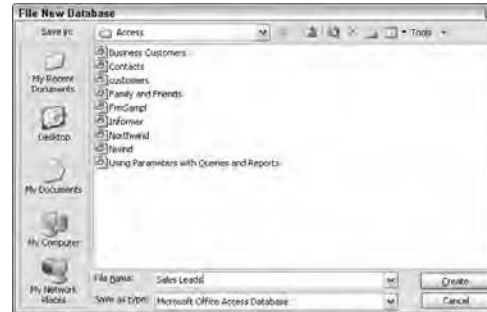 File New Database
Save in:
Access
Tools
Business Customers
Contacts
customers
Family and Friends
FrmSampl
Informer
Northwind
Nwind
Using Parameters with Queries and Reports
My Recent
Documents
Desktop
My Documents
My Computer
My Network
Places
File name:
Sales Leads
Create
Save as type:
Microsoft Office Access Database
Cancel